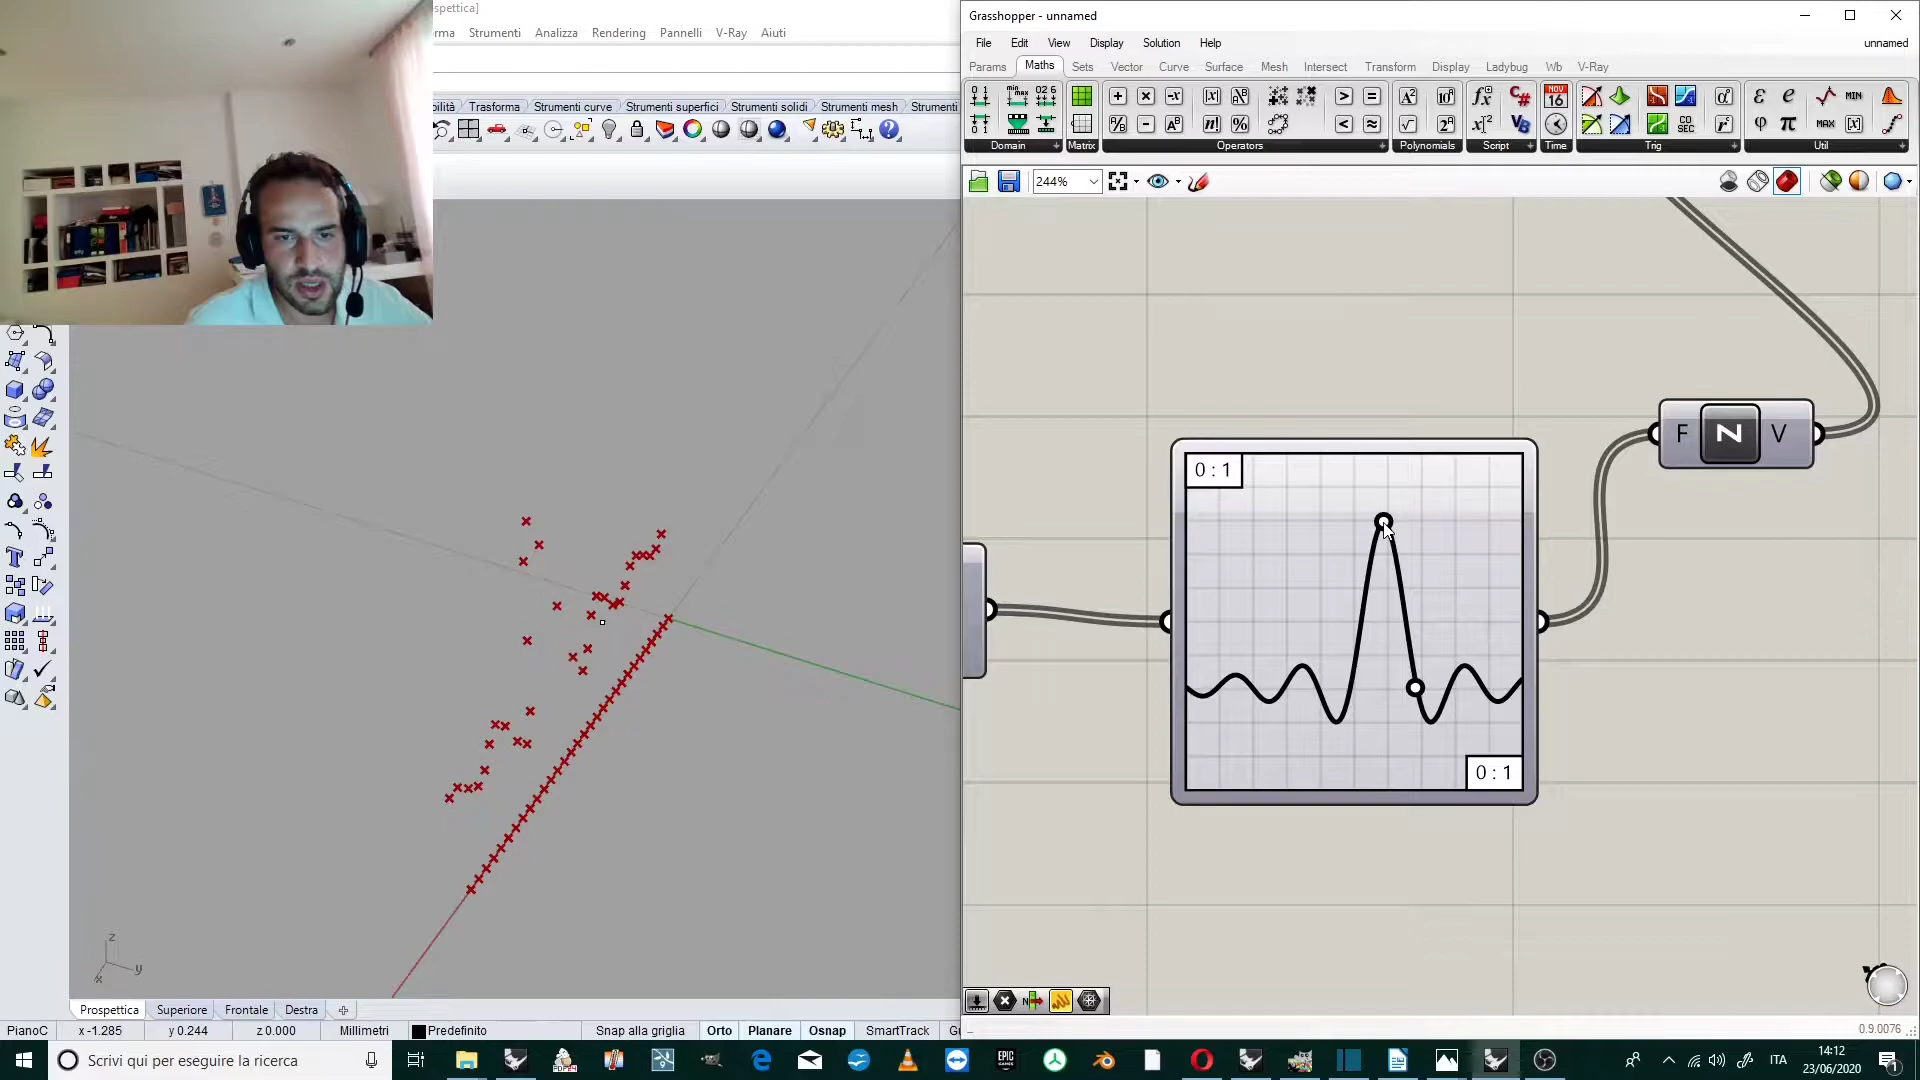 spettica]
rma Strumenti Analizza Rendering Pannelli V-Ray Aiuti
bilità Trasforma Strumenti curve Strumenti superfici Strumenti solidi Strumenti mesh Strumenti
z
y
x
Prospettica Superiore Frontale Destra
PianoC x -1.285 y 0.244 z 0.000 Millimetri Predefinito Snap alla griglia Orto Planare Osnap SmartTrack
Grasshopper - unnamed
File Edit View Display Solution Help unnamed
Params Maths Sets Vector Curve Surface Mesh Intersect Transform Display Ladybug Wb V-Ray
Domain Matrix Operators Polynomials Script Time Trig Util
244%
0 : 1
0 : 1
F N V
0.9.0076
Scrivi qui per eseguire la ricerca
ITA
14:12
23/06/2020
1